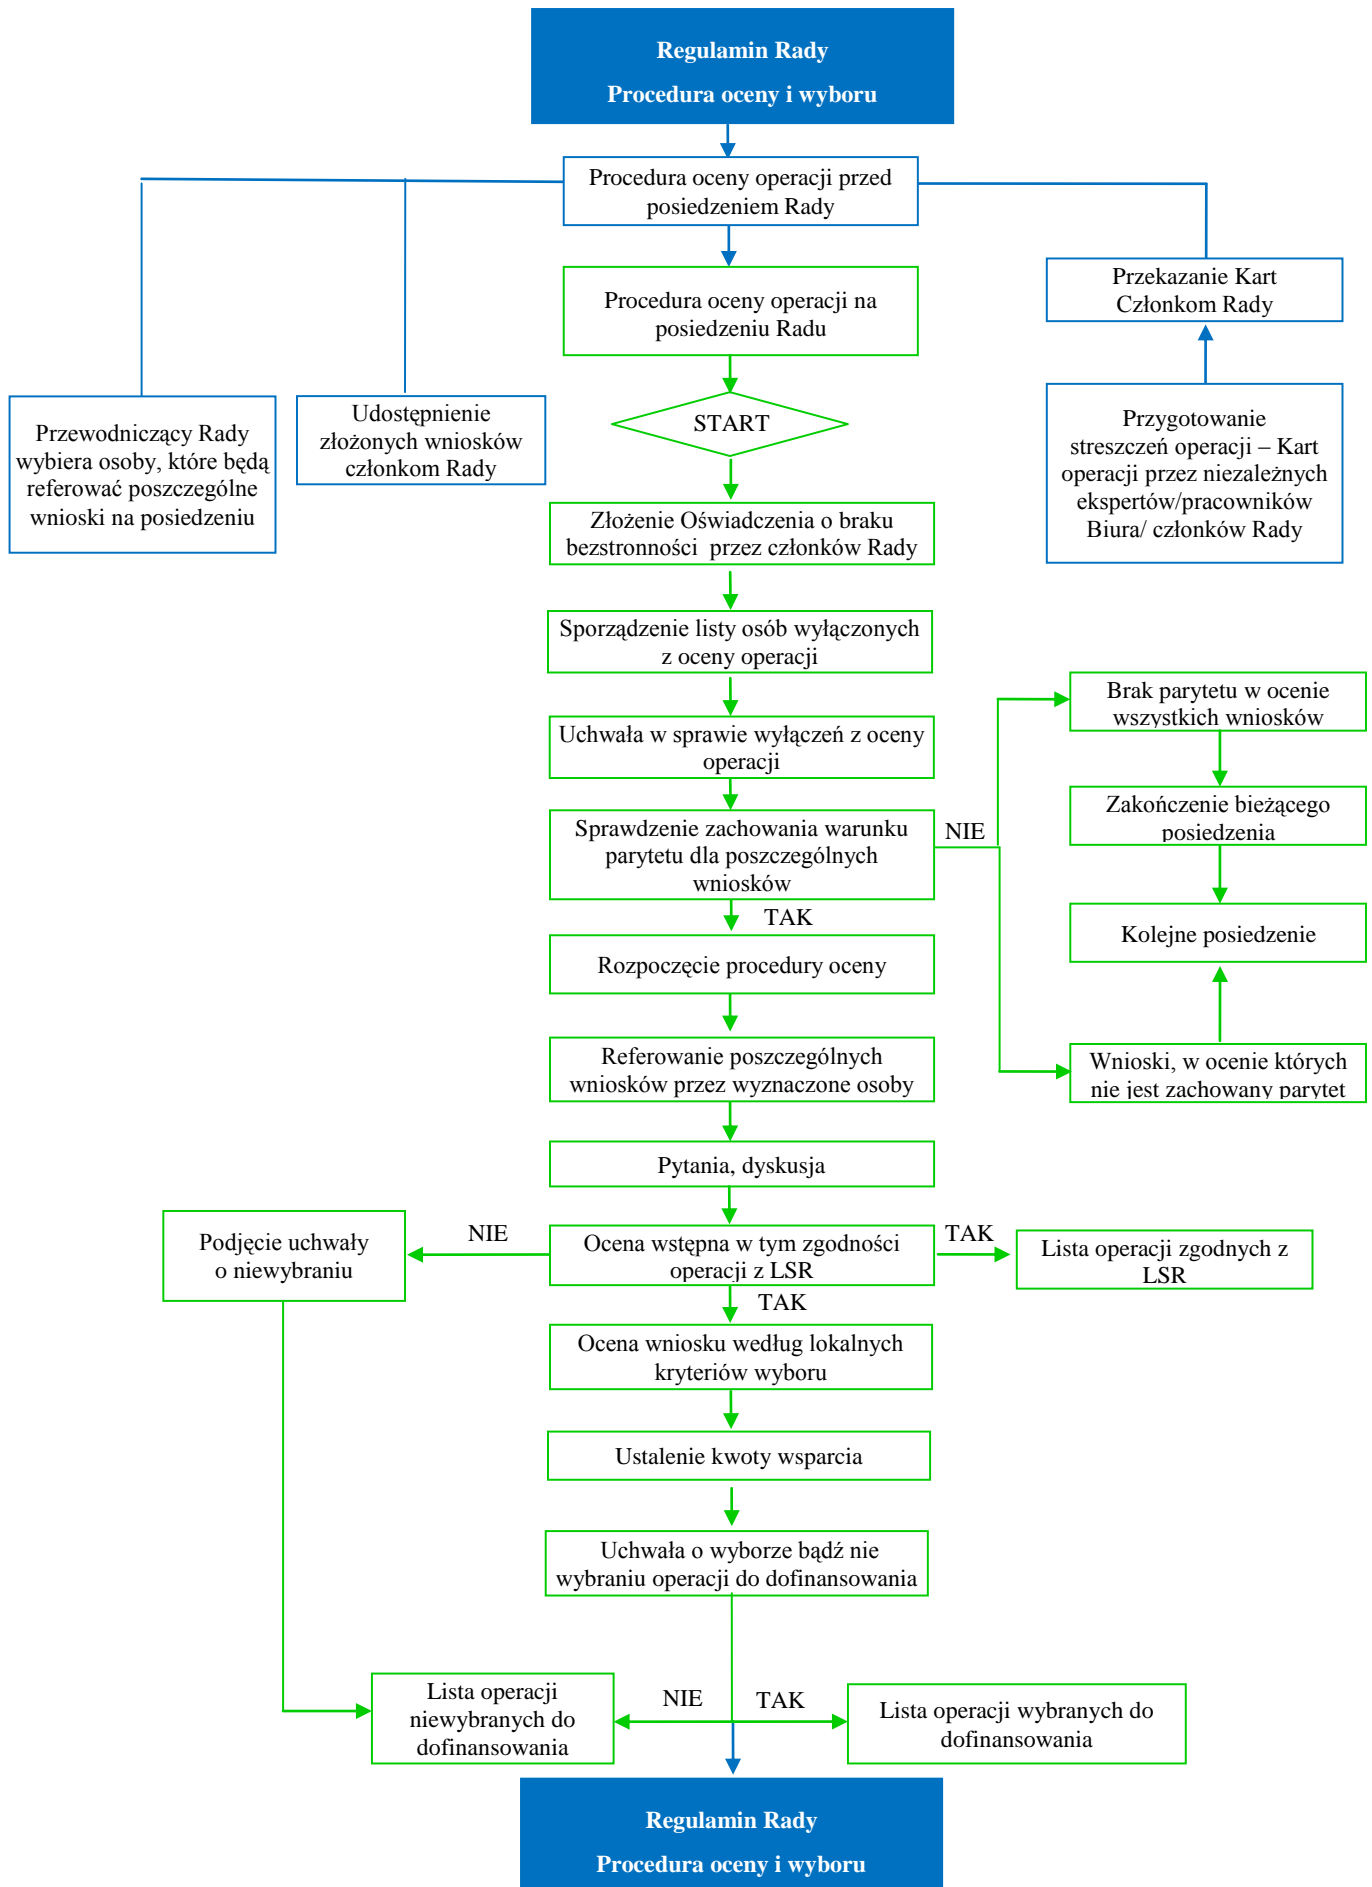 Regulamin Rady
Procedura oceny i wyboru
Procedura oceny operacji przed
posiedzeniem Rady
Procedura oceny operacji na
posiedzeniu Radu
Przekazanie Kart
Członkom Rady
Przewodniczący Rady
wybiera osoby, które będą
referować poszczególne
wnioski na posiedzeniu
Udostępnienie
złożonych wniosków
członkom Rady
START
Przygotowanie
streszczeń operacji – Kart
operacji przez niezależnych
ekspertów/pracowników
Biura/ członków Rady
Złożenie Oświadczenia o braku
bezstronności  przez członków Rady
Sporządzenie listy osób wyłączonych
z oceny operacji
Uchwała w sprawie wyłączeń z oceny
operacji
Sprawdzenie zachowania warunku
parytetu dla poszczególnych
wniosków
NIE
Brak parytetu w ocenie
wszystkich wniosków
Zakończenie bieżącego
posiedzenia
Kolejne posiedzenie
Wnioski, w ocenie których
nie jest zachowany parytet
TAK
Rozpoczęcie procedury oceny
Referowanie poszczególnych
wniosków przez wyznaczone osoby
Pytania, dyskusja
Podjęcie uchwały
o niewybraniu
NIE
Ocena wstępna w tym zgodności
operacji z LSR
TAK
Lista operacji zgodnych z
LSR
TAK
Ocena wniosku według lokalnych
kryteriów wyboru
Ustalenie kwoty wsparcia
Uchwała o wyborze bądź nie
wybraniu operacji do dofinansowania
Lista operacji
niewybranych do
dofinansowania
NIE
TAK
Lista operacji wybranych do
dofinansowania
Regulamin Rady
Procedura oceny i wyboru